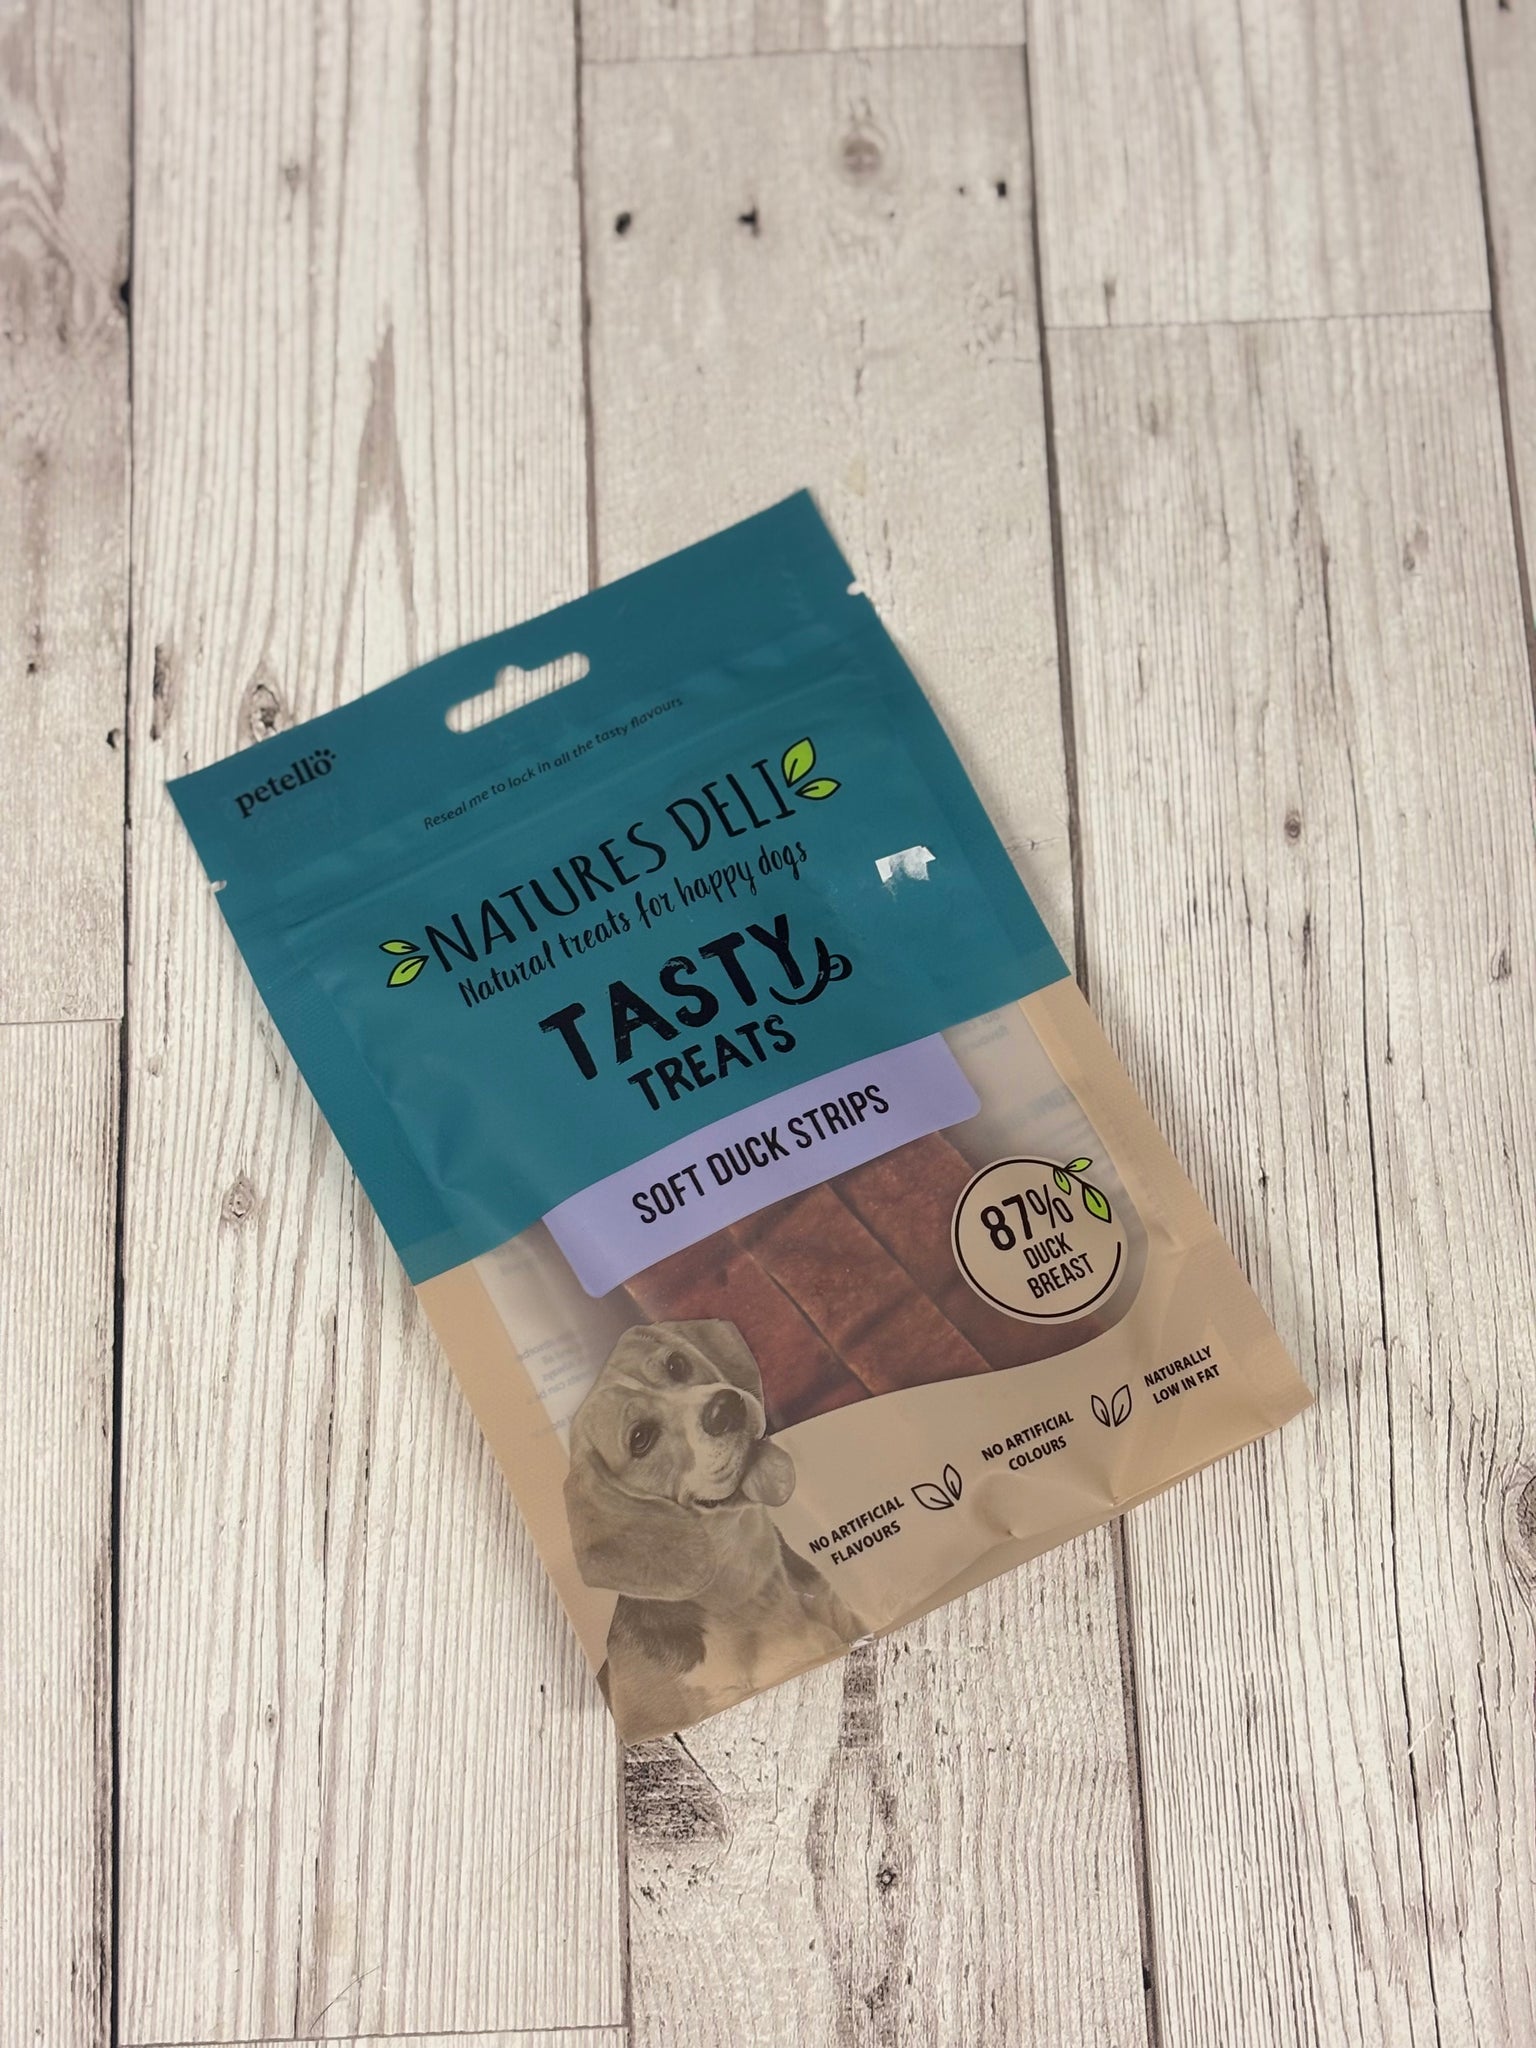 petello
Reseal me to lock in all the tasty flavours
NATURES DELI
Natural treats for happy dogs
TASTY
TREATS
SOFT DUCK STRIPS
87%
DUCK
BREAST
NO ARTIFICIAL
FLAVOURS
NO ARTIFICIAL
COLOURS
NATURALLY
LOW IN FAT